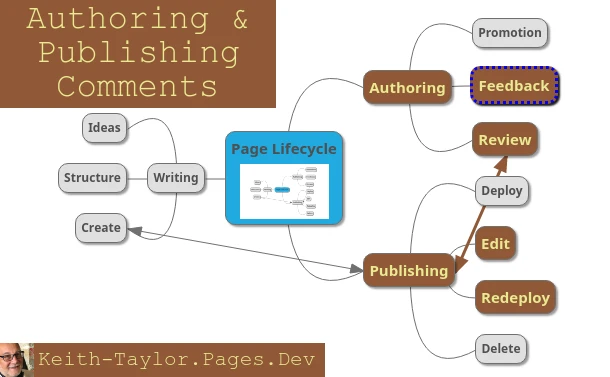 Authoring &
Publishing
Comments
Promotion
Authoring
Feedback
Ideas
Review
Page Lifecycle
Structure
Writing
Deploy
Create
Edit
Publishing
Redeploy
Delete
Keith-Taylor.Pages.Dev